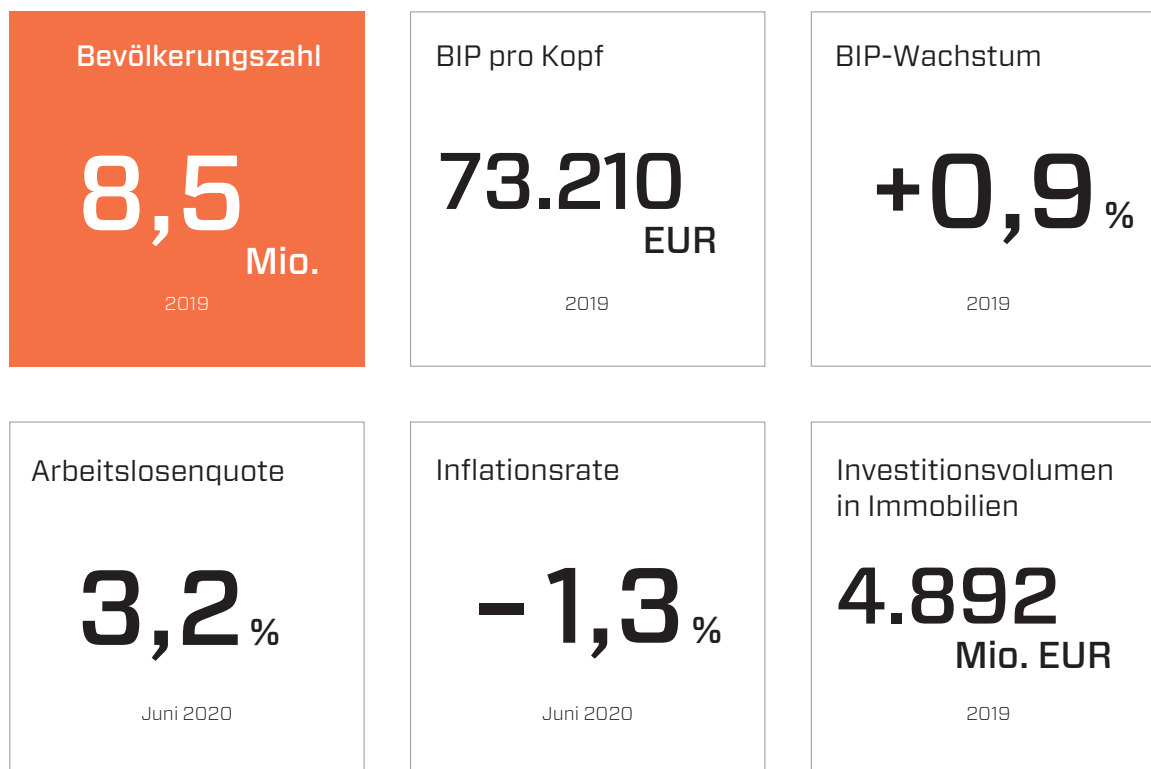 Bevölkerungszahl
8,5
Mio.
2019
BIP pro Kopf
73.210
EUR
2019
BIP-Wachstum
+0,9 %
2019
Arbeitslosenquote
3,2 %
Juni 2020
Inflationsrate
– 1,3 %
Juni 2020
Investitionsvolumen
in Immobilien
4.892
Mio. EUR
2019